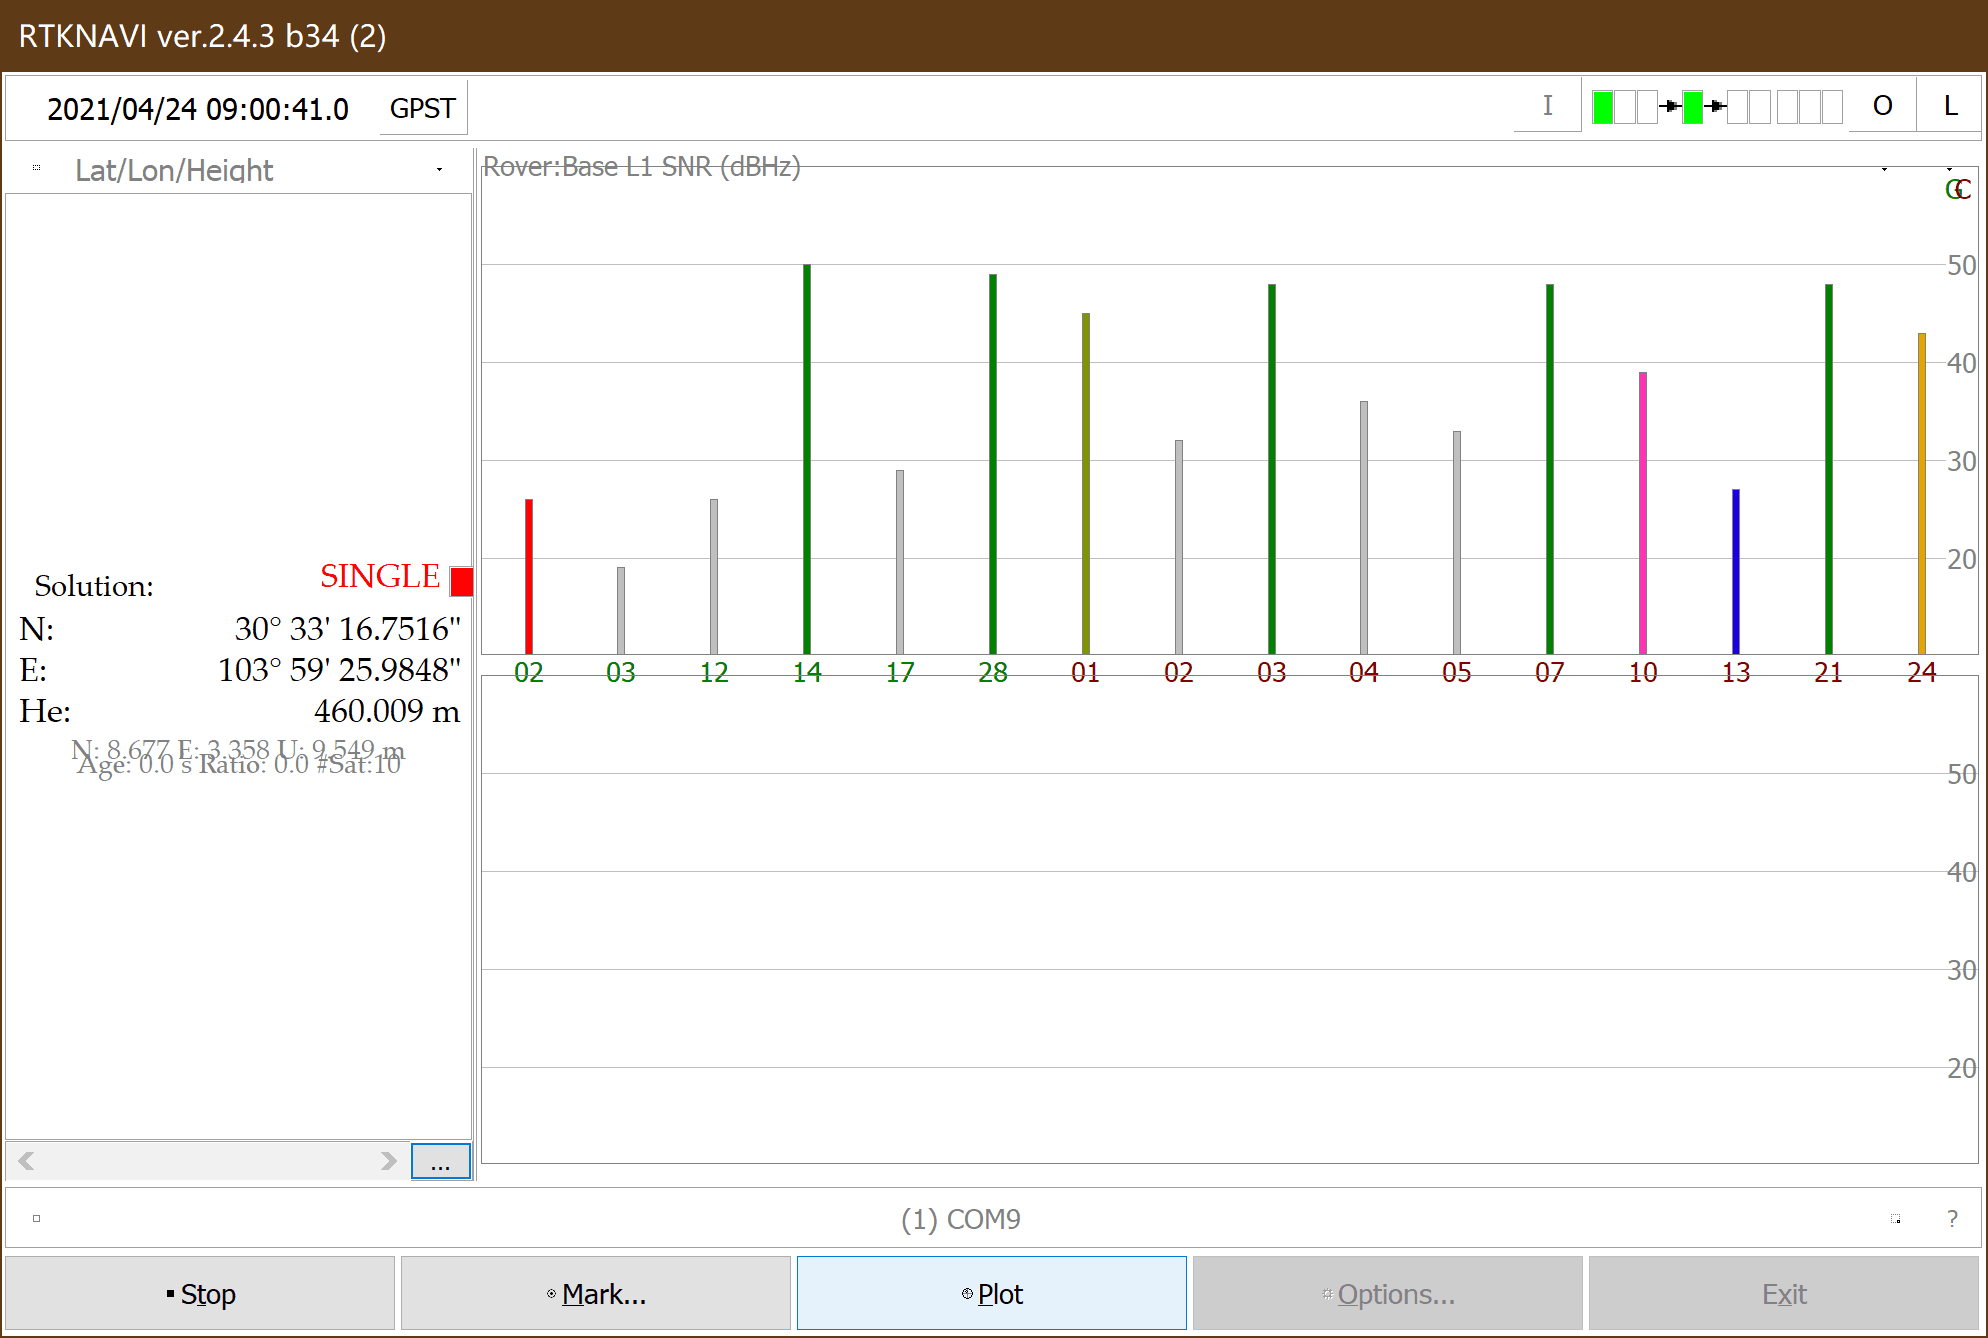 RTKNAVI ver.2.4.3 b34 (2)
2021/04/24 09:00:41.0 GPST I O L
Lat/Lon/Height
Solution: SINGLE
N: 30° 33' 16.7516"
E: 103° 59' 25.9848"
He: 460.009 m
N: 8.677 E: 3.358 U: 9.549 m
Age: 0.0 s Ratio: 0.0 #Sat:10
...
Rover:Base L1 SNR (dBHz)
G C
50
40
30
20
02 03 12 14 17 28 01 02 03 04 05 07 10 13 21 24
50
40
30
20
(1) COM9 ?
Stop Mark... Plot Options... Exit